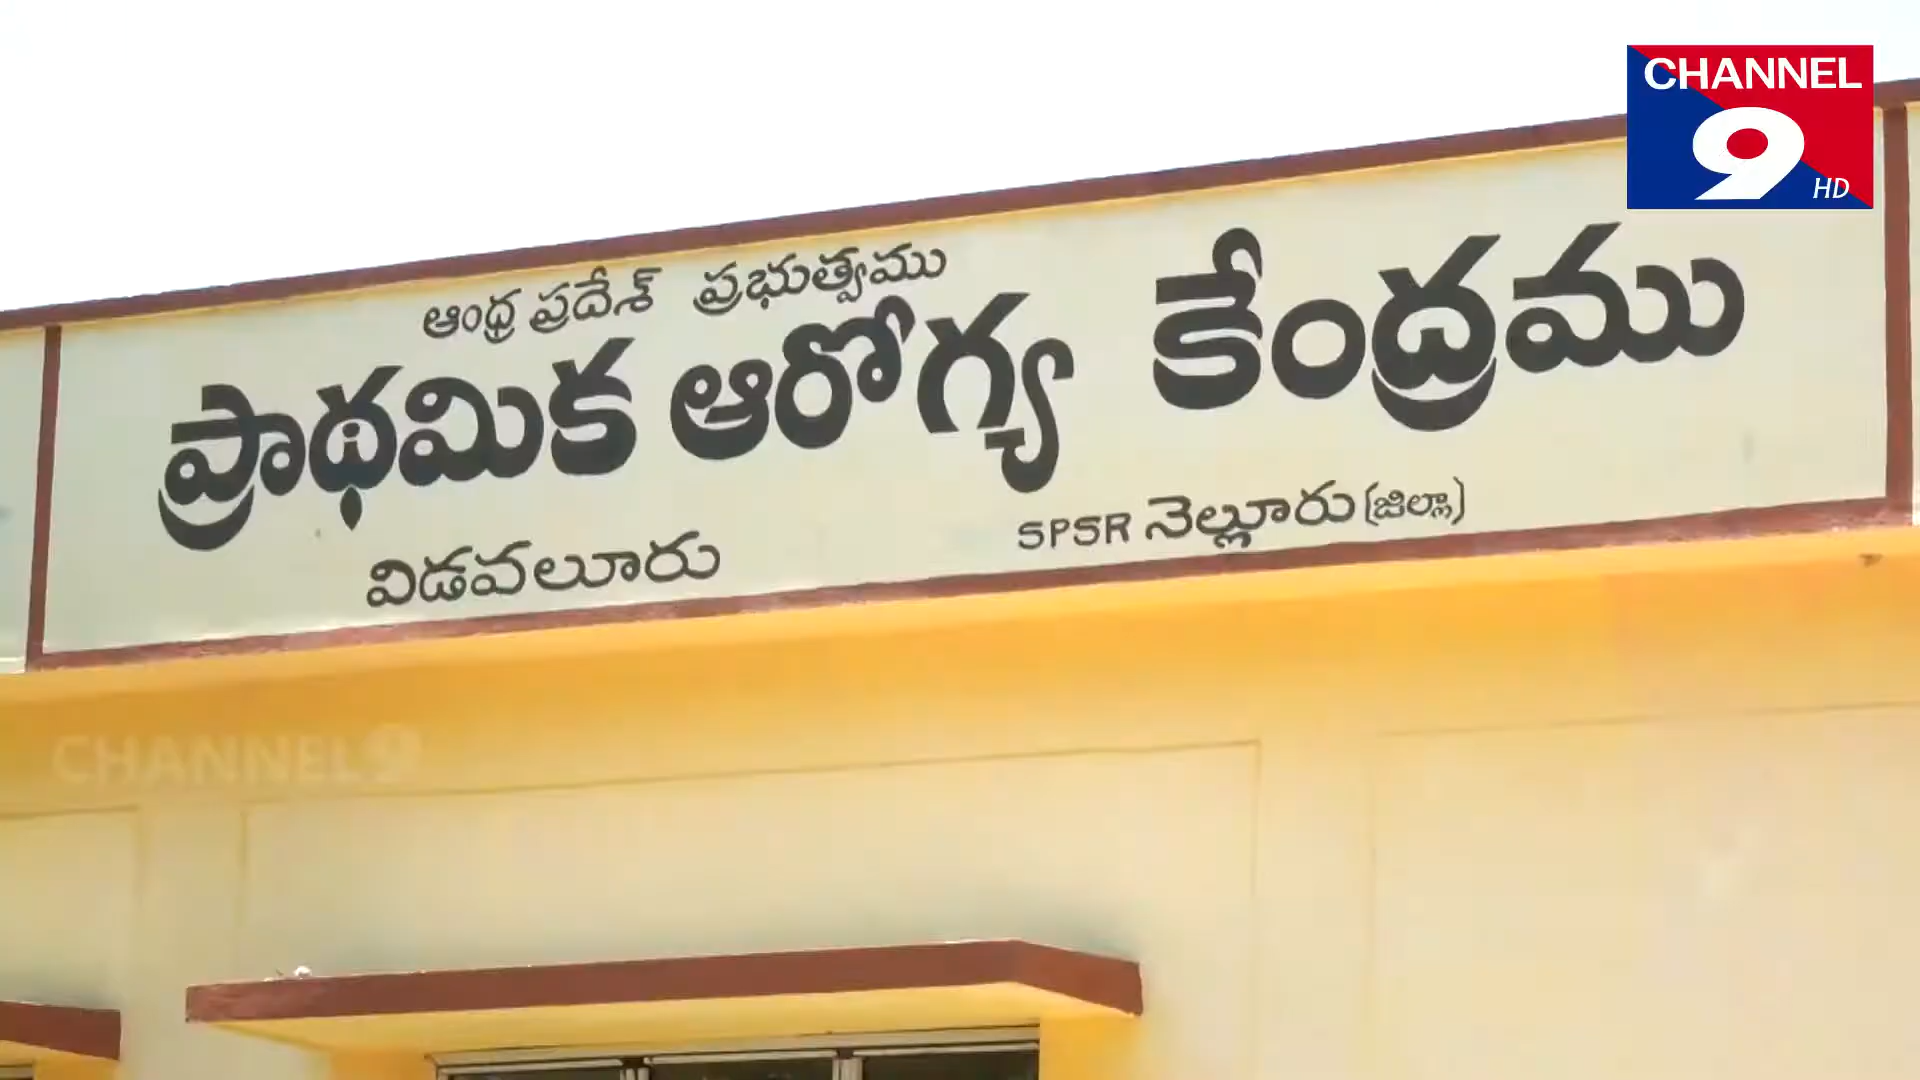 CHANNEL
9
HD
ఆంధ్ర ప్రదేశ్ ప్రభుత్వము
ప్రాథమిక ఆరోగ్య కేంద్రము
విడవలూరు
SPSR నెల్లూరు (జిల్లా)
CHANNEL 9